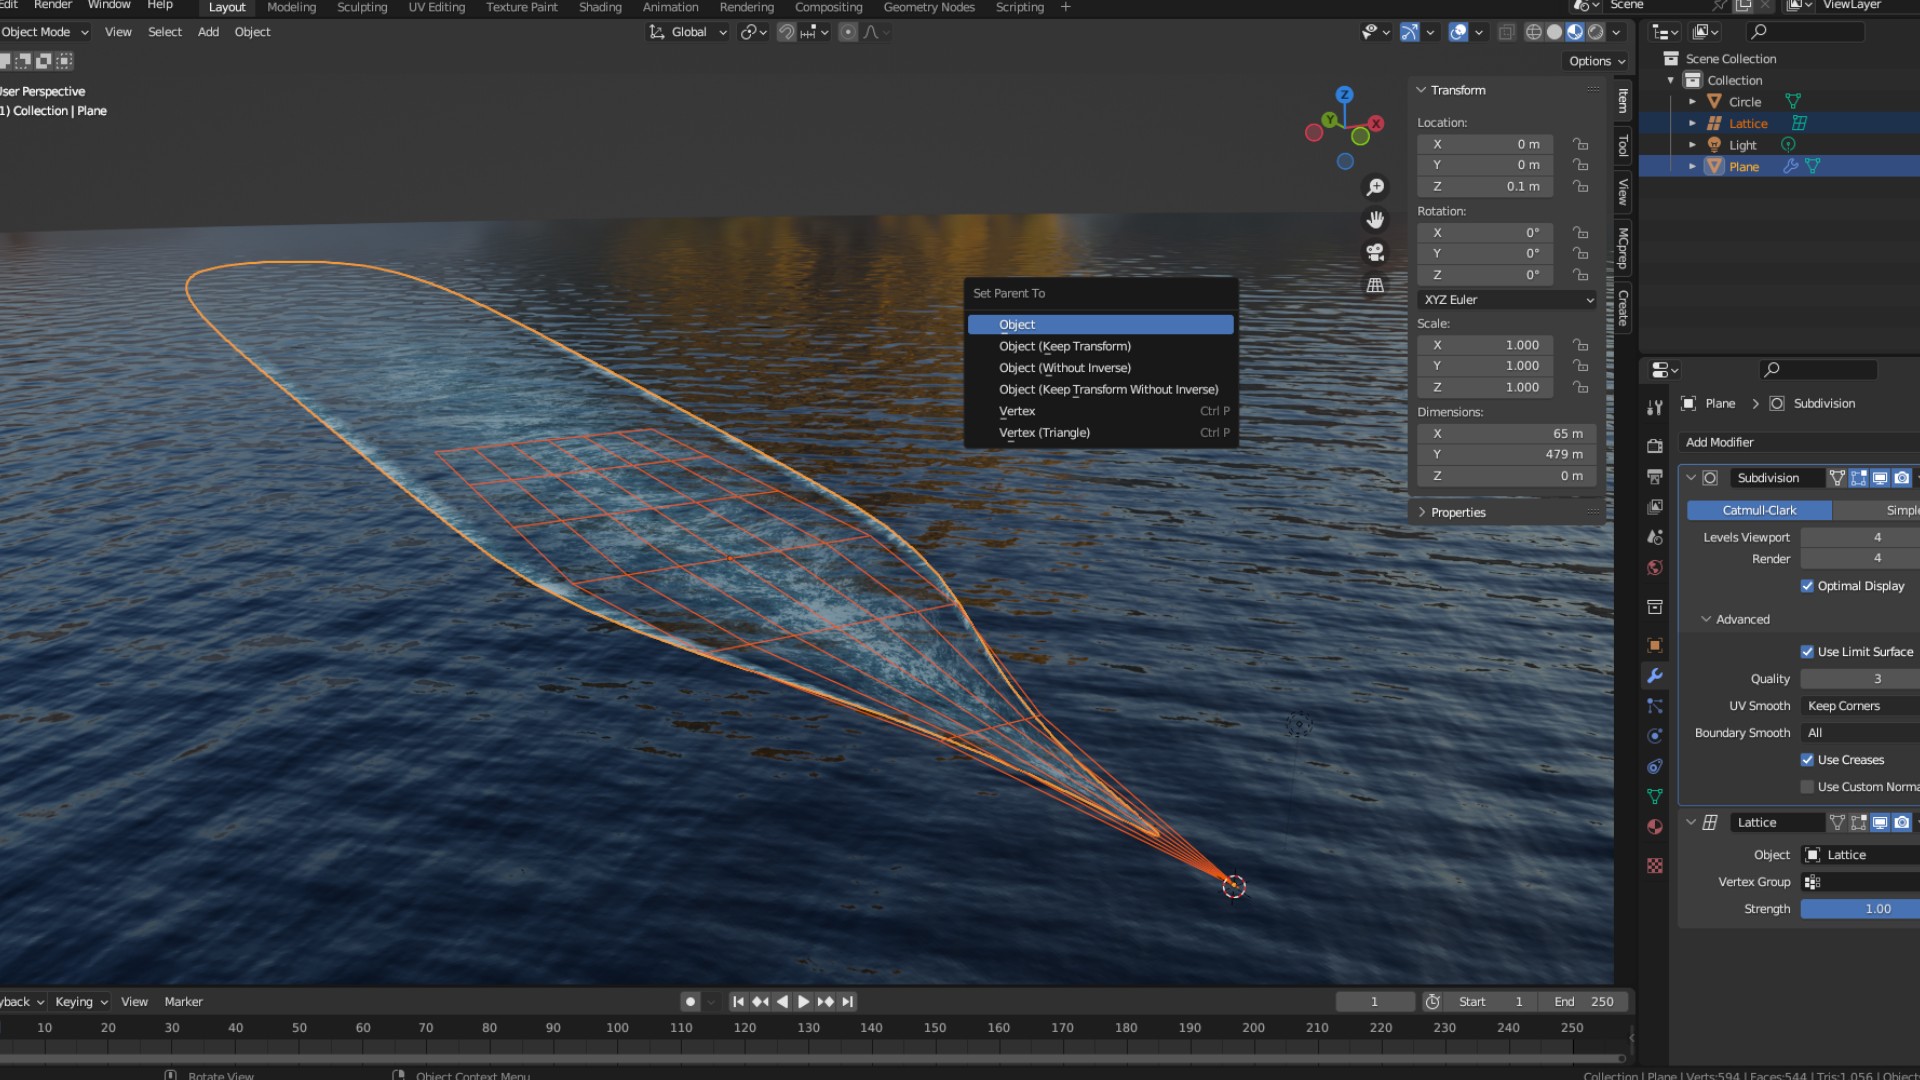 Edit Render Window Help Layout Modeling Sculpting UV Editing Texture Paint Shading Animation Rendering Compositing Geometry Nodes Scripting + Scene ViewLayer
Object Mode View Select Add Object Global
Options
User Perspective
1) Collection | Plane
Z
Y
X
Set Parent To
Object
Object (Keep Transform)
Object (Without Inverse)
Object (Keep Transform Without Inverse)
Vertex Ctrl P
Vertex (Triangle) Ctrl P
Transform
Location:
X 0 m
Y 0 m
Z 0.1 m
Rotation:
X 0°
Y 0°
Z 0°
XYZ Euler
Scale:
X 1.000
Y 1.000
Z 1.000
Dimensions:
X 65 m
Y 479 m
Z 0 m
Properties
Item
Tool
View
MCprep
Create
Scene Collection
Collection
Circle
Lattice
Light
Plane
Plane > Subdivision
Add Modifier
Subdivision
Catmull-Clark Simple
Levels Viewport 4
Render 4
Optimal Display
Advanced
Use Limit Surface
Quality 3
UV Smooth Keep Corners
Boundary Smooth All
Use Creases
Use Custom Norma
Lattice
Object Lattice
Vertex Group
Strength 1.00
yback Keying View Marker 1 Start 1 End 250
10 20 30 40 50 60 70 80 90 100 110 120 130 140 150 160 170 180 190 200 210 220 230 240 250
Rotate View Object Context Menu Collection | Plane | Verts:594 | Faces:544 | Tris:1,056 | Object